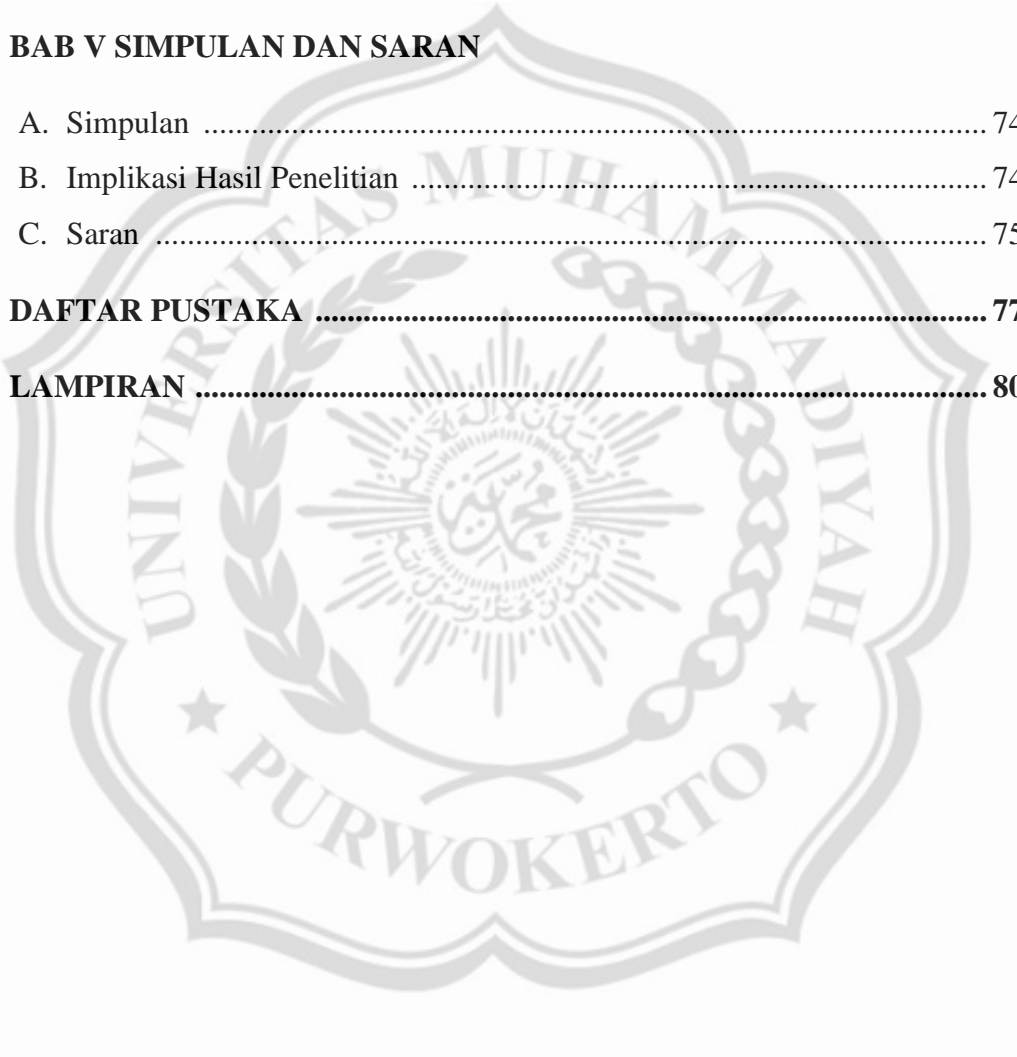 BAB V SIMPULAN DAN SARAN
A. Simpulan ................................................................................................ 74
B. Implikasi Hasil Penelitian ...................................................................... 74
C. Saran ...................................................................................................... 75
DAFTAR PUSTAKA ................................................................................... 77
LAMPIRAN ................................................................................................. 80
UNIVERSITAS MUHAMMADIYAH
PURWOKERTO